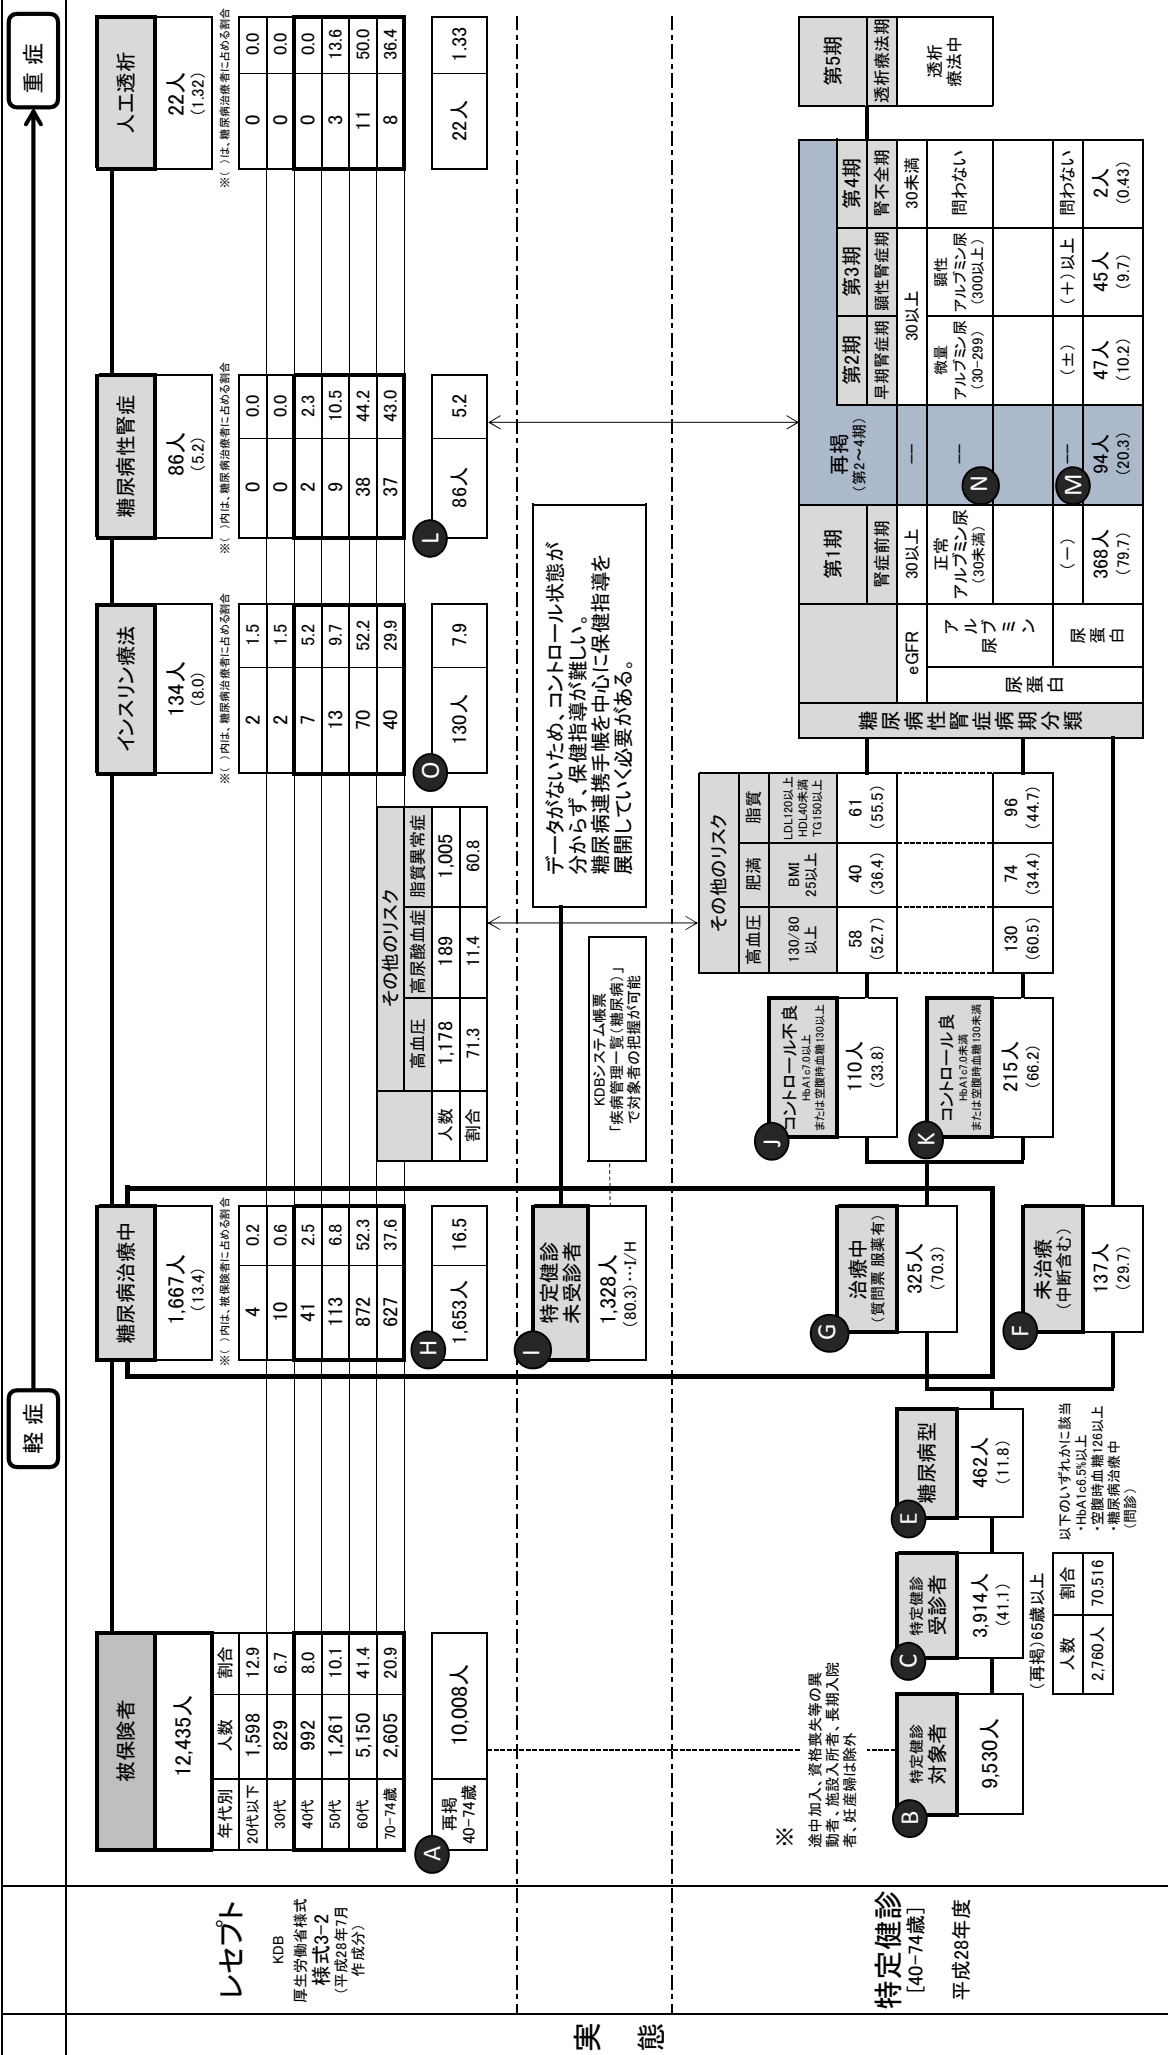 軽症
重症
実態
レセプト
KDB
厚生労働省様式
様式3-2
(平成28年7月
作成分)
被保険者
12,435人
年代別 人数 割合
20代以下 1,598 12.9
30代 829 6.7
40代 992 8.0
50代 1,261 10.1
60代 5,150 41.4
70-74歳 2,605 20.9
A
再掲
40-74歳
10,008人
糖尿病治療中
1,667人
(13.4)
※( )内は、被保険者に占める割合
4 0.2
10 0.6
41 2.5
113 6.8
872 52.3
627 37.6
H
1,653人 16.5
その他のリスク
高血圧 高尿酸血症 脂質異常症
人数 1,178 189 1,005
割合 71.3 11.4 60.8
インスリン療法
134人
(8.0)
※( )内は、糖尿病治療者に占める割合
2 1.5
2 1.5
7 5.2
13 9.7
70 52.2
40 29.9
O
130人 7.9
糖尿病性腎症
86人
(5.2)
※( )内は、糖尿病治療者に占める割合
0 0.0
0 0.0
2 2.3
9 10.5
38 44.2
37 43.0
L
86人 5.2
人工透析
22人
(1.32)
※( )は、糖尿病治療者に占める割合
0 0.0
0 0.0
0 0.0
3 13.6
11 50.0
8 36.4
22人 1.33
I
特定健診
未受診者
1,328人
(80.3)…I/H
KDBシステム帳票
「疾病管理一覧(糖尿病)」
で対象者の把握が可能
データがないため、コントロール状態が
分からず、保健指導が難しい。
糖尿病連携手帳を中心に保健指導を
展開していく必要がある。
特定健診
[40-74歳]
平成28年度
※
途中加入、資格喪失等の異
動者、施設入所者、長期入院
者、妊産婦は除外
B
特定健診
対象者
9,530人
C
特定健診
受診者
3,914人
(41.1)
(再掲)65歳以上
人数 割合
2,760人 70.516
E
糖尿病型
462人
(11.8)
以下のいずれかに該当
・HbA1c6.5%以上
・空腹時血糖126以上
・糖尿病治療中
(問診)
G
治療中
(質問票 服薬有)
325人
(70.3)
F
未治療
(中断含む)
137人
(29.7)
J
コントロール不良
HbA1c7.0以上
または空腹時血糖130以上
110人
(33.8)
K
コントロール良
HbA1c7.0未満
または空腹時血糖130未満
215人
(66.2)
その他のリスク
高血圧 肥満 脂質
130/80
以上
BMI
25以上
LDL120以上
HDL40未満
TG150以上
58
(52.7)
40
(36.4)
61
(55.5)
130
(60.5)
74
(34.4)
96
(44.7)
糖尿病性腎症病期分類
第1期
再掲
(第2～4期)
第2期 第3期 第4期 第5期
腎症前期 早期腎症期 顕性腎症期 腎不全期 透析療法期
eGFR 30以上 -- 30以上 30未満
透析
療法中
尿蛋白
アルブミン尿
正常
アルブミン尿
(30未満)
--
微量
アルブミン尿
(30-299)
顕性
アルブミン尿
(300以上)
問わない
N
尿蛋白
(-) -- (±) (+)以上 問わない
M
368人
(79.7)
94人
(20.3)
47人
(10.2)
45人
(9.7)
2人
(0.43)